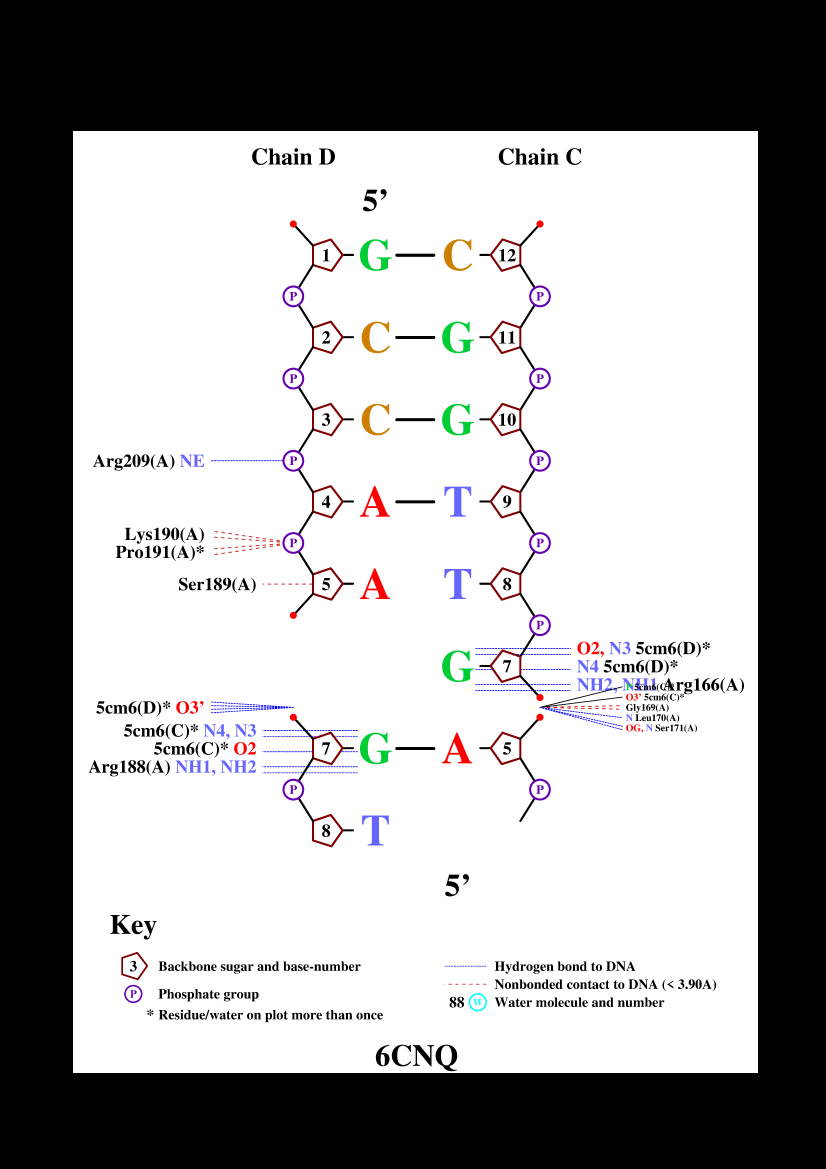 Chain D Chain C
5’
1 G C 12
P P
2 C G 11
P P
3 C G 10
Arg209(A) NE P P
4 A T 9
Lys190(A)
P P
Pro191(A)*
Ser189(A) 5 A T 8
P
O2, N3 5cm6(D)*
G 7 N4 5cm6(D)*
NH2, NH1 Arg166(A)
5cm6(C)*
O3' 5cm6(C)*
5cm6(D)* O3' Gly169(A)
N Leu170(A)
OG, N Ser171(A)
5cm6(C)* N4, N3
5cm6(C)* O2 7 G A 5
Arg188(A) NH1, NH2
P P
8 T
5’
Key
3 Backbone sugar and base-number Hydrogen bond to DNA
Nonbonded contact to DNA (< 3.90A)
P Phosphate group
88 W Water molecule and number
* Residue/water on plot more than once
6CNQ